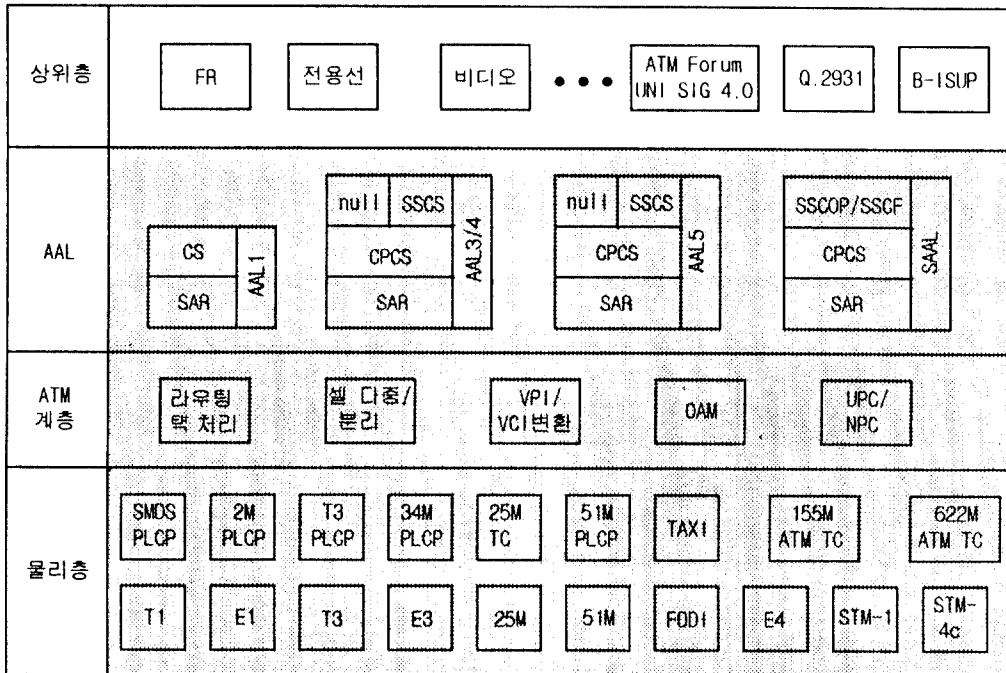 상위층
FR
전용선
비디오
•••
ATM Forum
UNI SIG 4.0
Q.2931
B-ISUP
AAL
CS
SAR
AAL1
null
SSCS
CPCS
SAR
AAL3/4
null
SSCS
CPCS
SAR
AAL5
SSCOP/SSCF
CPCS
SAR
SAAL
ATM
계층
라우팅
택 처리
셀 다중/
분리
VPI/
VCI변환
OAM
UPC/
NPC
물리층
SMDS
PLCP
2M
PLCP
T3
PLCP
34M
PLCP
25M
TC
51M
PLCP
TAXI
155M
ATM TC
622M
ATM TC
T1
E1
T3
E3
25M
51M
FDDI
E4
STM-1
STM-
4c